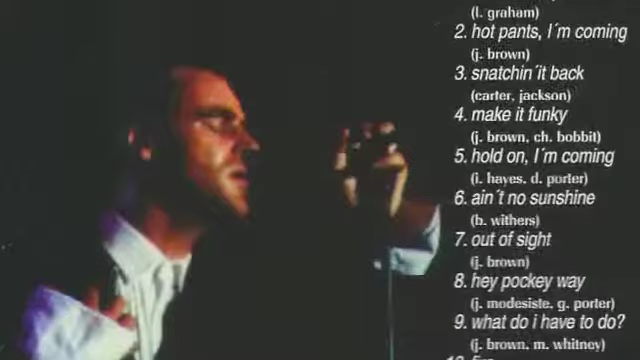 (l. graham)
2. hot pants, I´m coming
(j. brown)
3. snatchin´it back
(carter, jackson)
4. make it funky
(j. brown, ch. bobbit)
5. hold on, I´m coming
(i. hayes, d. porter)
6. ain´t no sunshine
(b. withers)
7. out of sight
(j. brown)
8. hey pockey way
(j. modesiste, g. porter)
9. what do i have to do?
(j. brown, m. whitney)